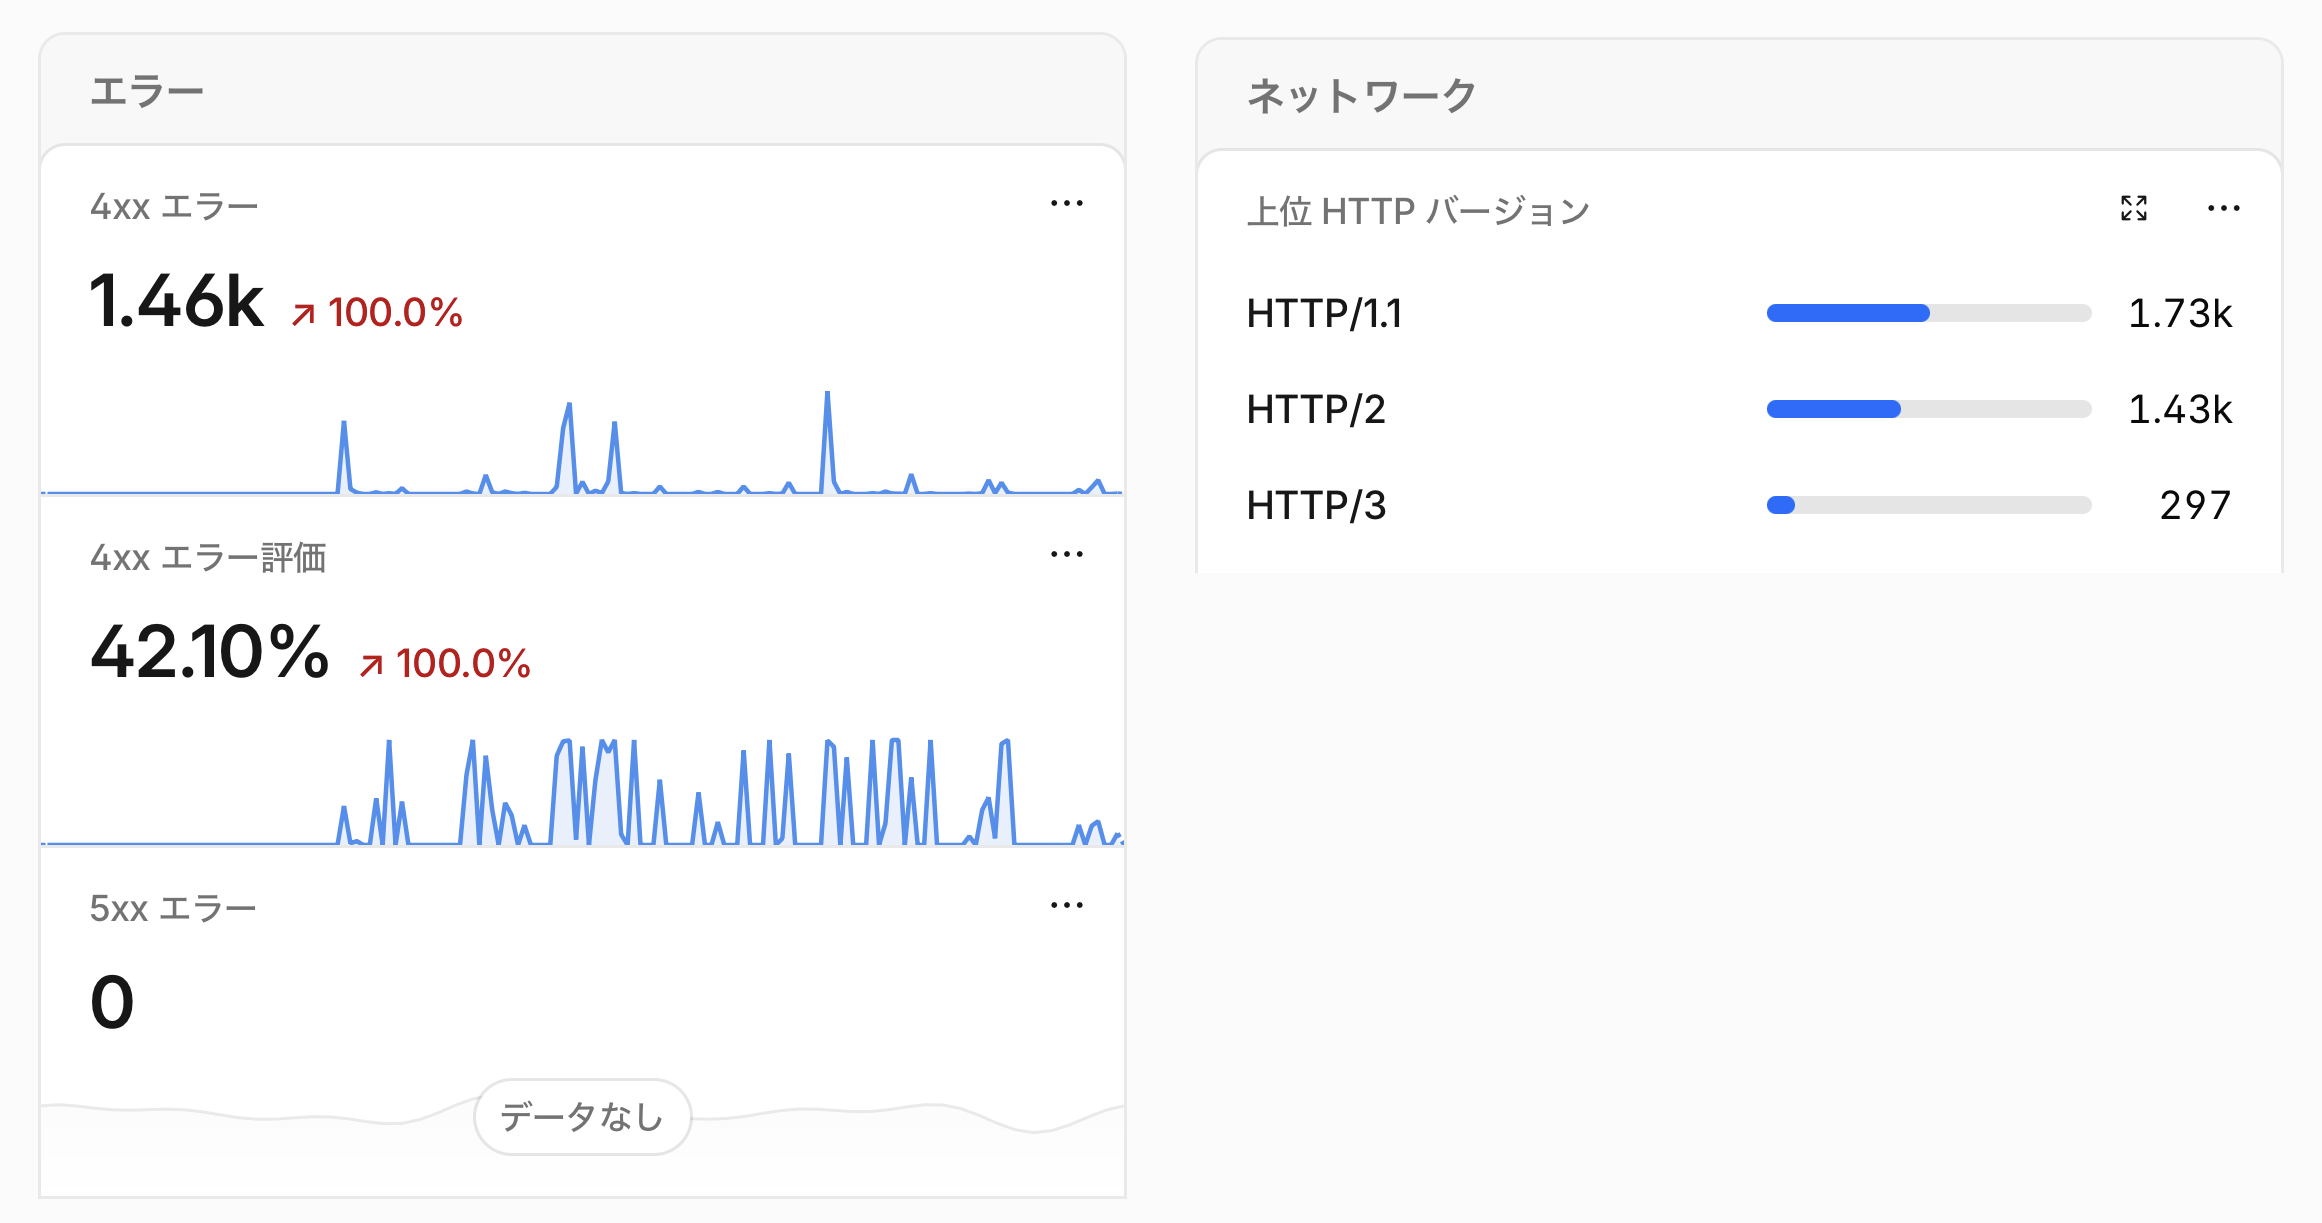 エラー
4xx エラー
1.46k ↗ 100.0%
4xx エラー評価
42.10% ↗ 100.0%
5xx エラー
0
データなし
ネットワーク
上位 HTTP バージョン
HTTP/1.1 1.73k
HTTP/2 1.43k
HTTP/3 297